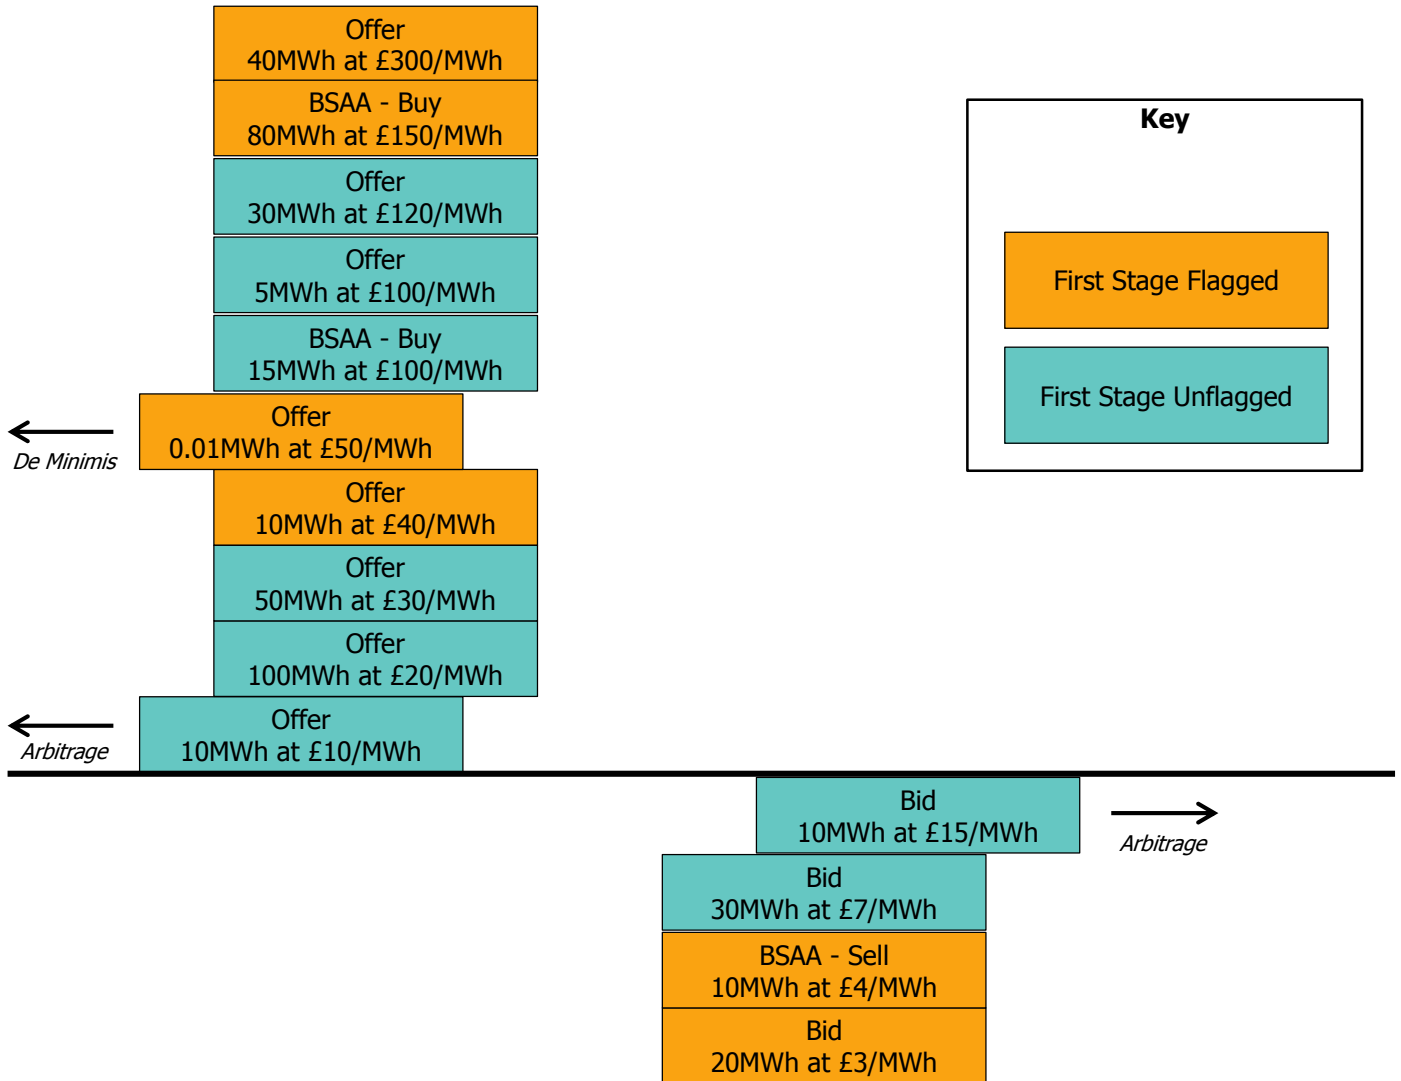 Offer
40MWh at £300/MWh
BSAA - Buy
80MWh at £150/MWh
Offer
30MWh at £120/MWh
Offer
5MWh at £100/MWh
BSAA - Buy
15MWh at £100/MWh
Offer
0.01MWh at £50/MWh
De Minimis
Offer
10MWh at £40/MWh
Offer
50MWh at £30/MWh
Offer
100MWh at £20/MWh
Offer
10MWh at £10/MWh
Arbitrage
Key
First Stage Flagged
First Stage Unflagged
Bid
10MWh at £15/MWh
Arbitrage
Bid
30MWh at £7/MWh
BSAA - Sell
10MWh at £4/MWh
Bid
20MWh at £3/MWh